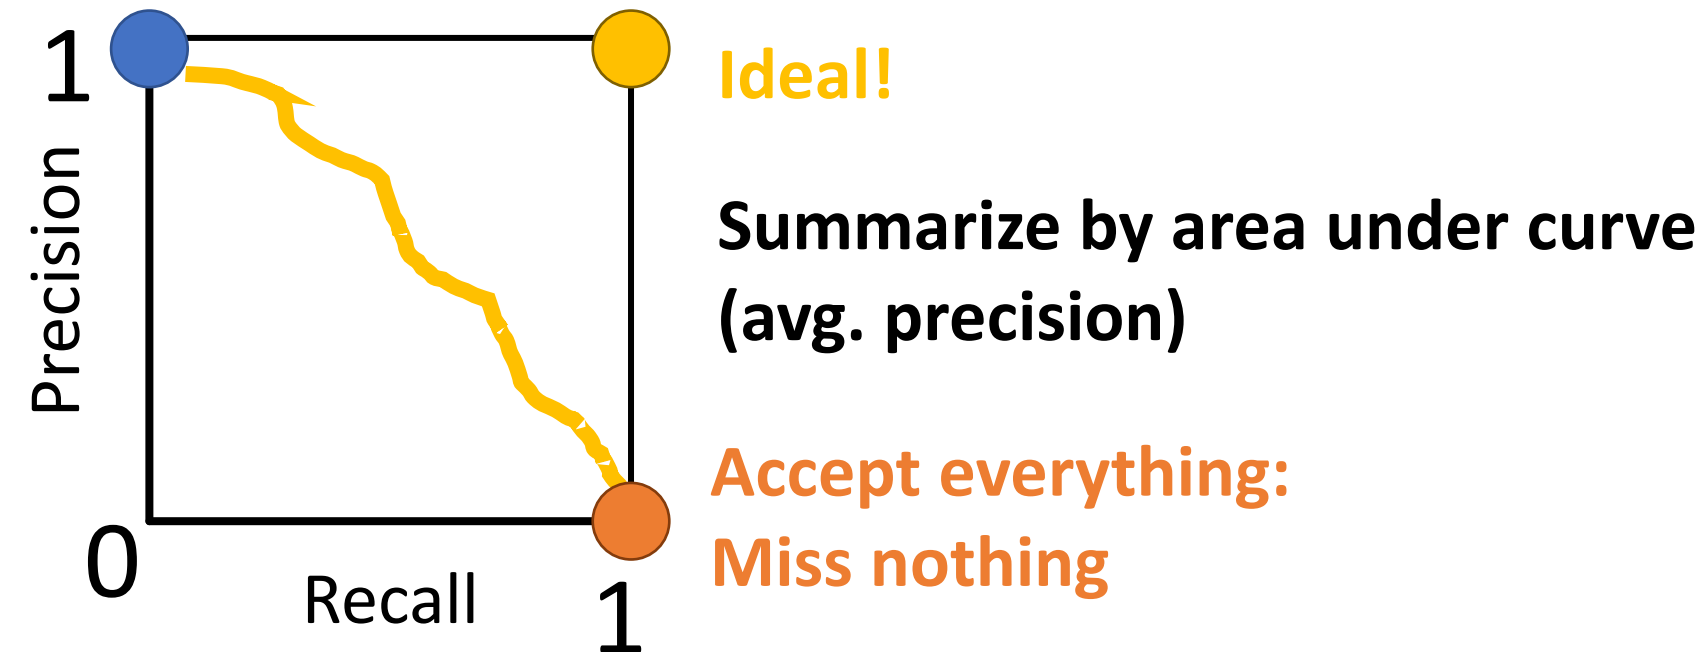 1
Precision
0
Recall
1
Ideal!
Summarize by area under curve
(avg. precision)
Accept everything:
Miss nothing